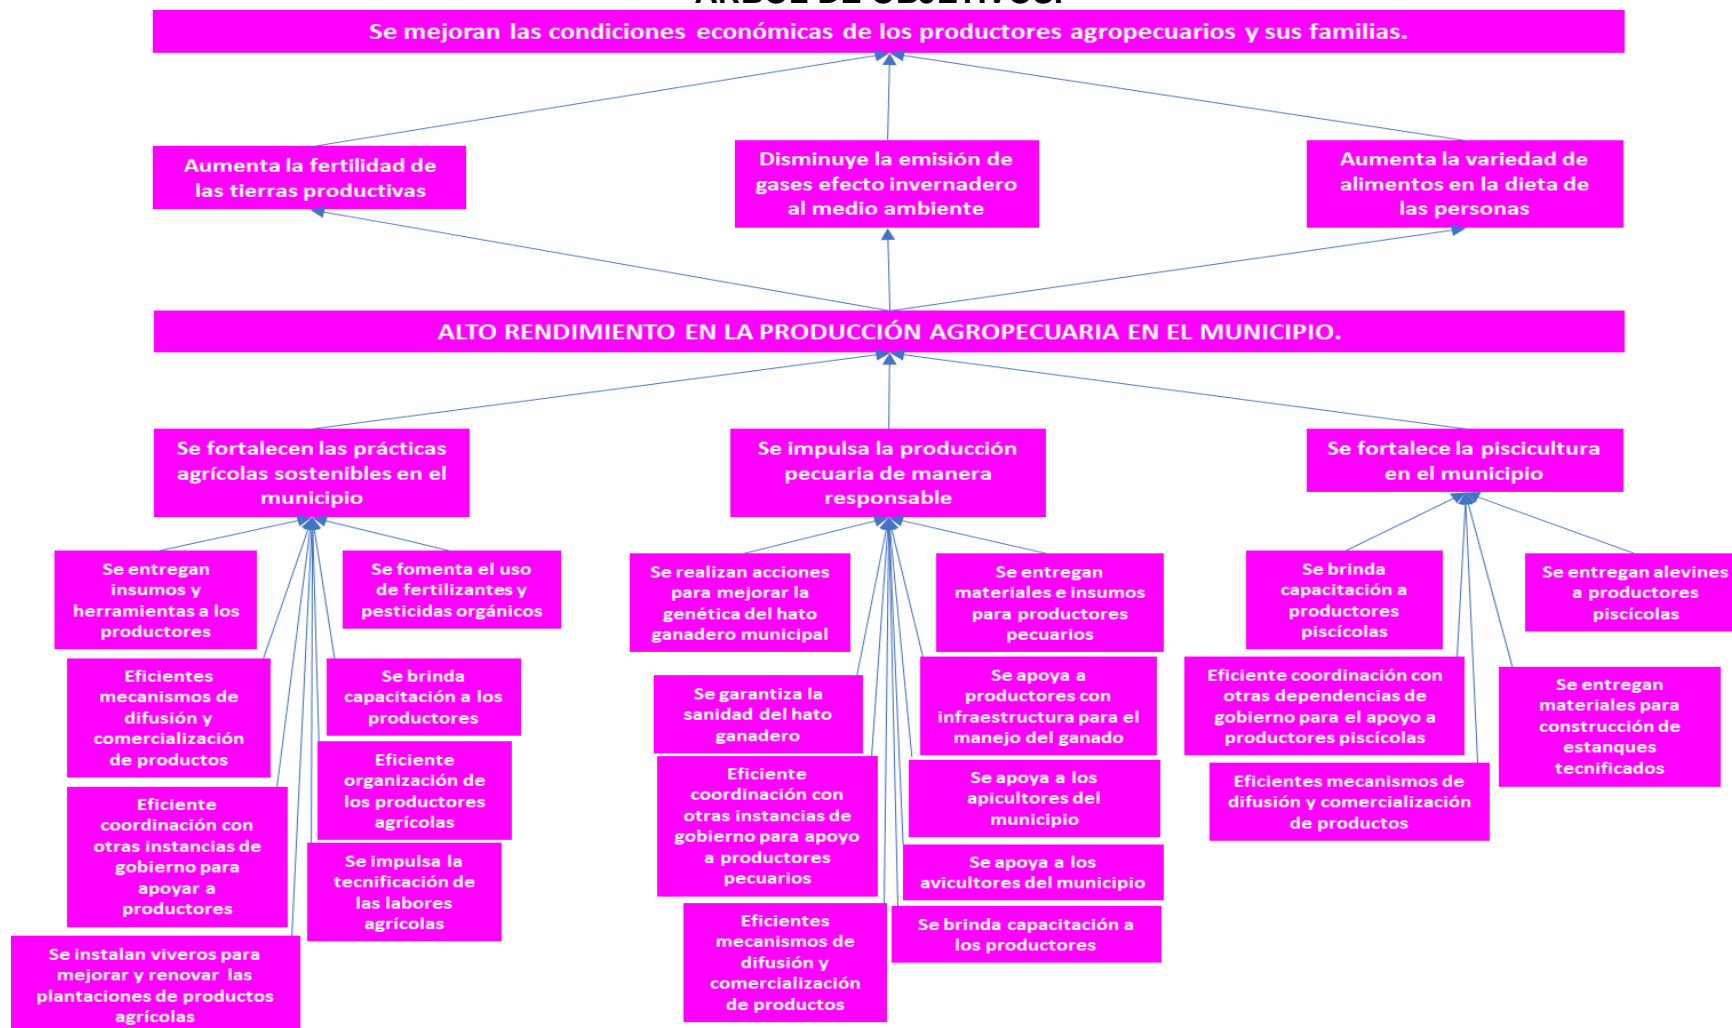 ÁRBOL DE OBJETIVOS.
Se mejoran las condiciones económicas de los productores agropecuarios y sus familias.
Aumenta la fertilidad de
las tierras productivas
Disminuye la emisión de
gases efecto invernadero
al medio ambiente
Aumenta la variedad de
alimentos en la dieta de
las personas
ALTO RENDIMIENTO EN LA PRODUCCIÓN AGROPECUARIA EN EL MUNICIPIO.
Se fortalecen las prácticas
agrícolas sostenibles en el
municipio
Se impulsa la producción
pecuaria de manera
responsable
Se fortalece la piscicultura
en el municipio
Se entregan
insumos y
herramientas a los
productores
Se fomenta el uso
de fertilizantes y
pesticidas orgánicos
Eficientes
mecanismos de
difusión y
comercialización
de productos
Se brinda
capacitación a los
productores
Eficiente
organización de
los productores
agrícolas
Eficiente
coordinación con
otras instancias de
gobierno para
apoyar a
productores
Se impulsa la
tecnificación de
las labores
agrícolas
Se instalan viveros para
mejorar y renovar las
plantaciones de productos
agrícolas
Se realizan acciones
para mejorar la
genética del hato
ganadero municipal
Se entregan
materiales e insumos
para productores
pecuarios
Se garantiza la
sanidad del hato
ganadero
Se apoya a
productores con
infraestructura para el
manejo del ganado
Eficiente
coordinación con
otras instancias de
gobierno para apoyo
a productores
pecuarios
Se apoya a los
apicultores del
municipio
Se apoya a los
avicultores del municipio
Eficientes
mecanismos de
difusión y
comercialización
de productos
Se brinda capacitación a
los productores
Se brinda
capacitación a
productores
piscícolas
Se entregan alevines
a productores
piscícolas
Eficiente coordinación con
otras dependencias de
gobierno para el apoyo a
productores piscícolas
Se entregan
materiales para
construcción de
estanques
tecnificados
Eficientes mecanismos de
difusión y comercialización
de productos